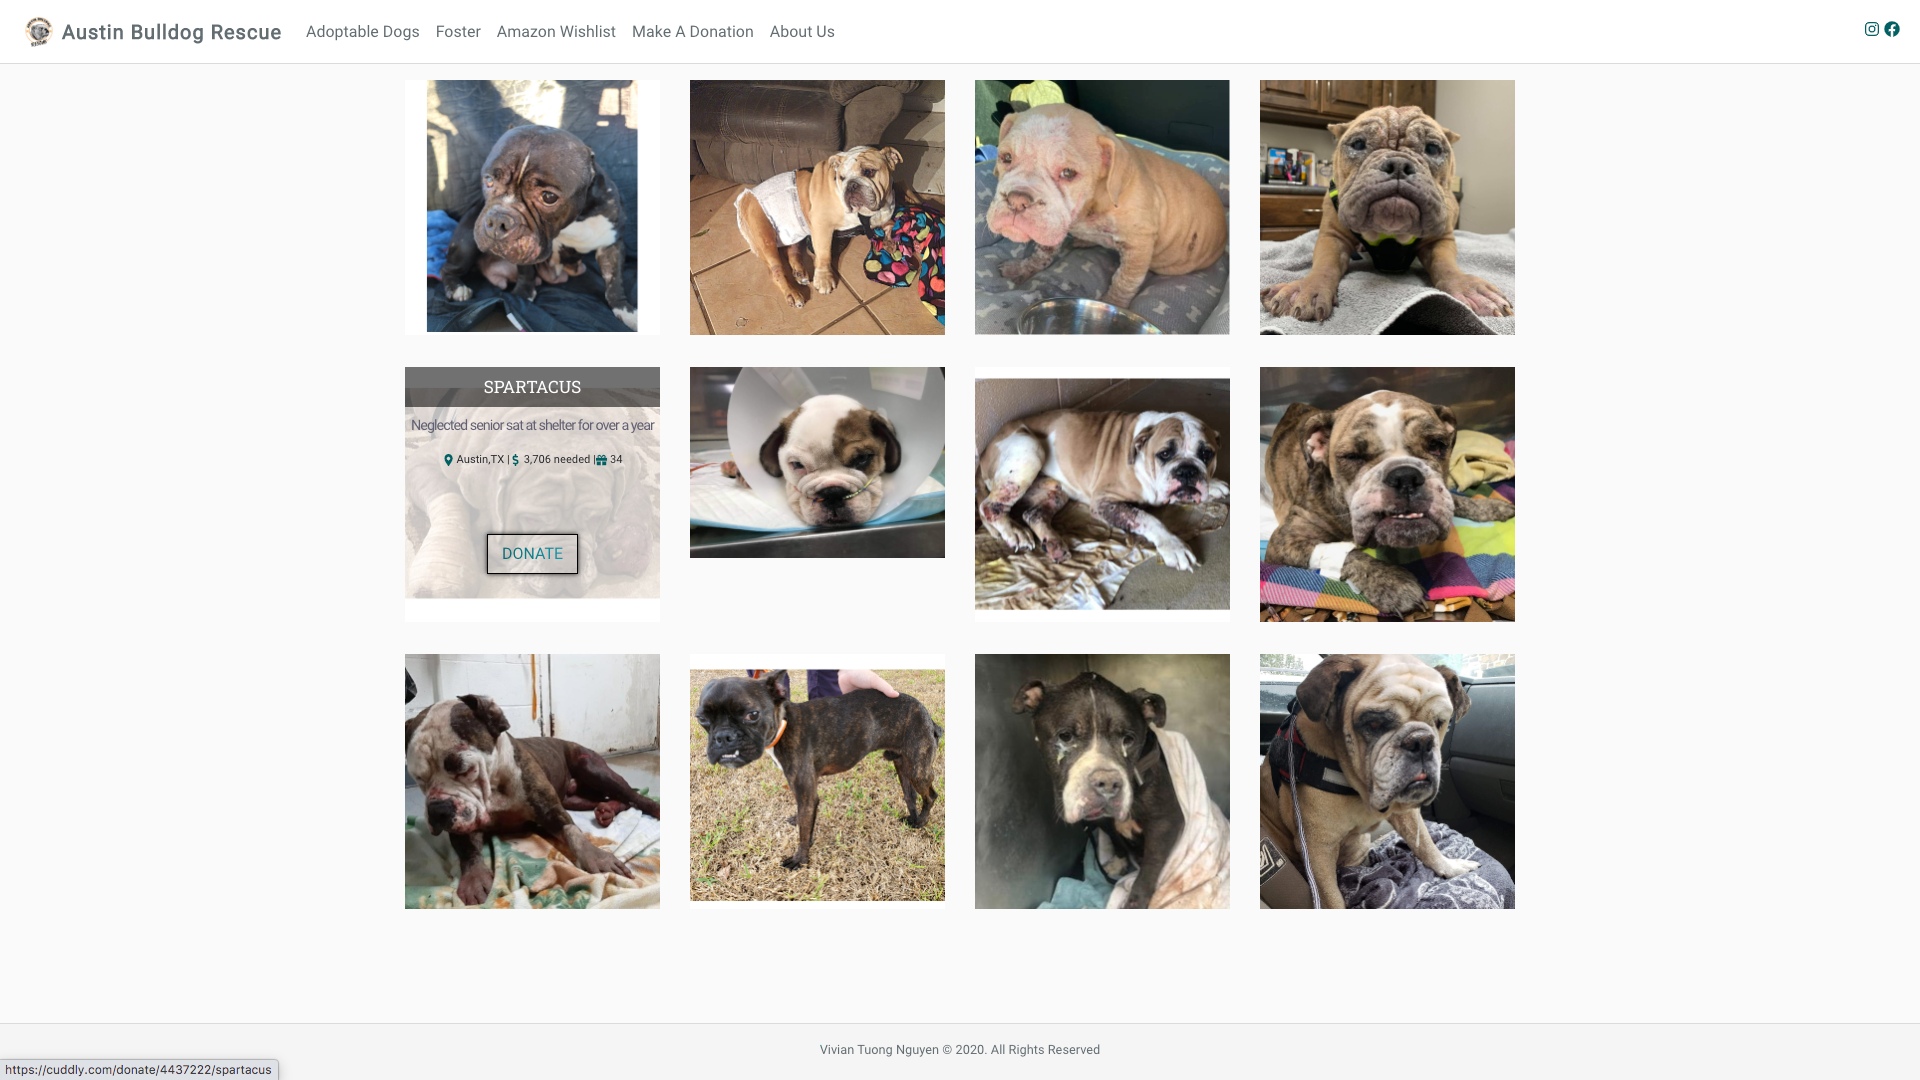 Austin Bulldog Rescue
Adoptable Dogs
Foster
Amazon Wishlist
Make A Donation
About Us
SPARTACUS
Neglected senior sat at shelter for over a year
Austin,TX | $ 3,706 needed | 34
DONATE
Vivian Tuong Nguyen © 2020. All Rights Reserved
https://cuddly.com/donate/4437222/spartacus